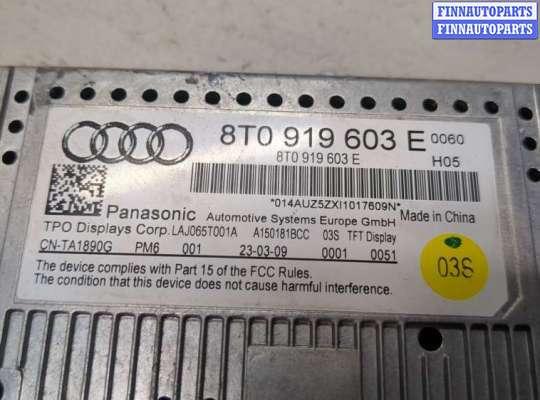 FINNAUTOPARTS
FINNAUTOPARTS
8T0 919 603 E 0060
8T0 919 603 E H05
*014AUZ5ZXI1017609N*
Made in China
Panasonic Automotive Systems Europe GmbH
TPO Displays Corp. LAJ065T001A A150181BCC 03S TFT Display
CN-TA1890G PM6 001 23-03-09 0001 0051
The device complies with Part 15 of the FCC Rules.
The condition that this device does not cause harmful interference.
03S
FINNAUTOPARTS
FINNAUTOPARTS